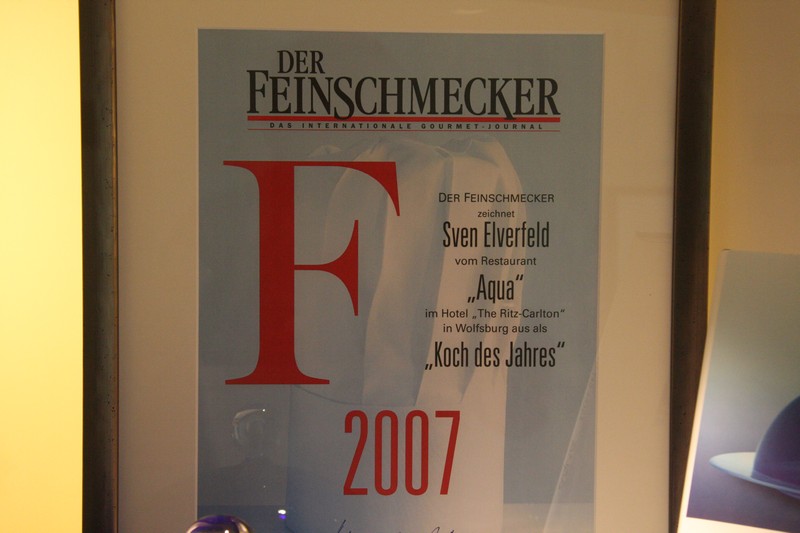 DER
FEINSCHMECKER
DAS INTERNATIONALE GOURMET-JOURNAL
F
DER FEINSCHMECKER
zeichnet
Sven Elverfeld
vom Restaurant
„Aqua“
im Hotel „The Ritz-Carlton“
in Wolfsburg aus als
„Koch des Jahres“
2007